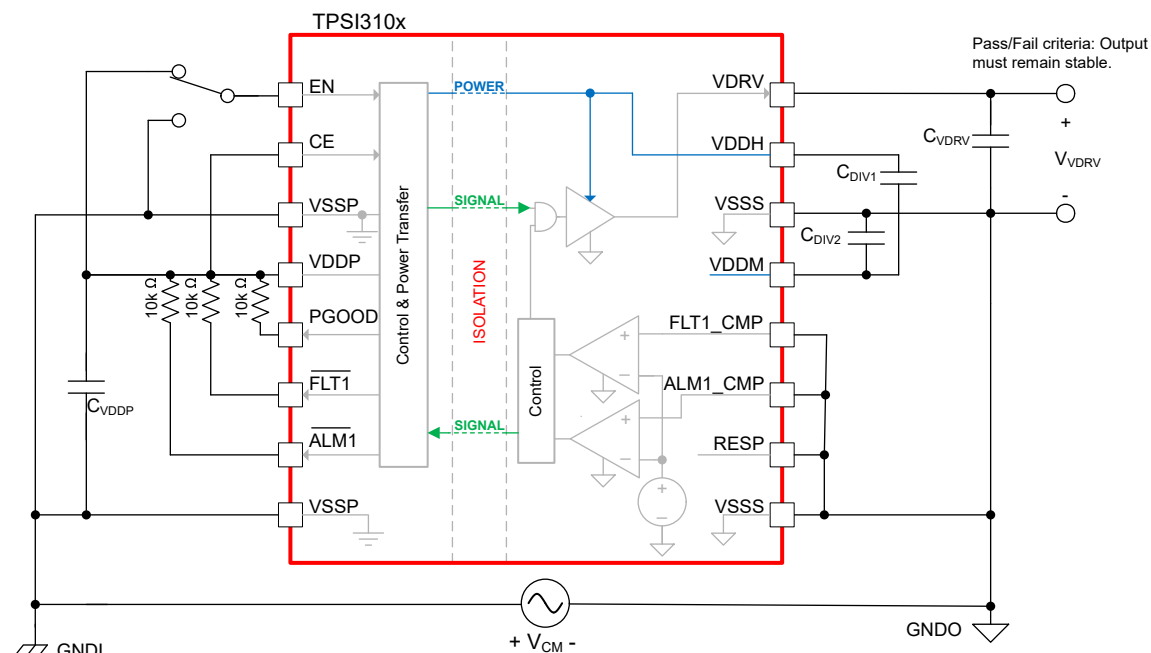 TPSI310x
Pass/Fail criteria: Output
must remain stable.
EN
POWER
VDRV
CE
VDDH
VSSP
SIGNAL
VSSS
VDDP
VDDM
PGOOD
FLT1_CMP
FLT1
ALM1_CMP
ALM1
SIGNAL
RESP
VSSP
VSSS
Control & Power Transfer
ISOLATION
Control
+
−
+
−
+
−
10k Ω
10k Ω
10k Ω
CVDDP
CDIV1
CDIV2
CVDRV
+
VVDRV
-
+ VCM -
GNDI
GNDO